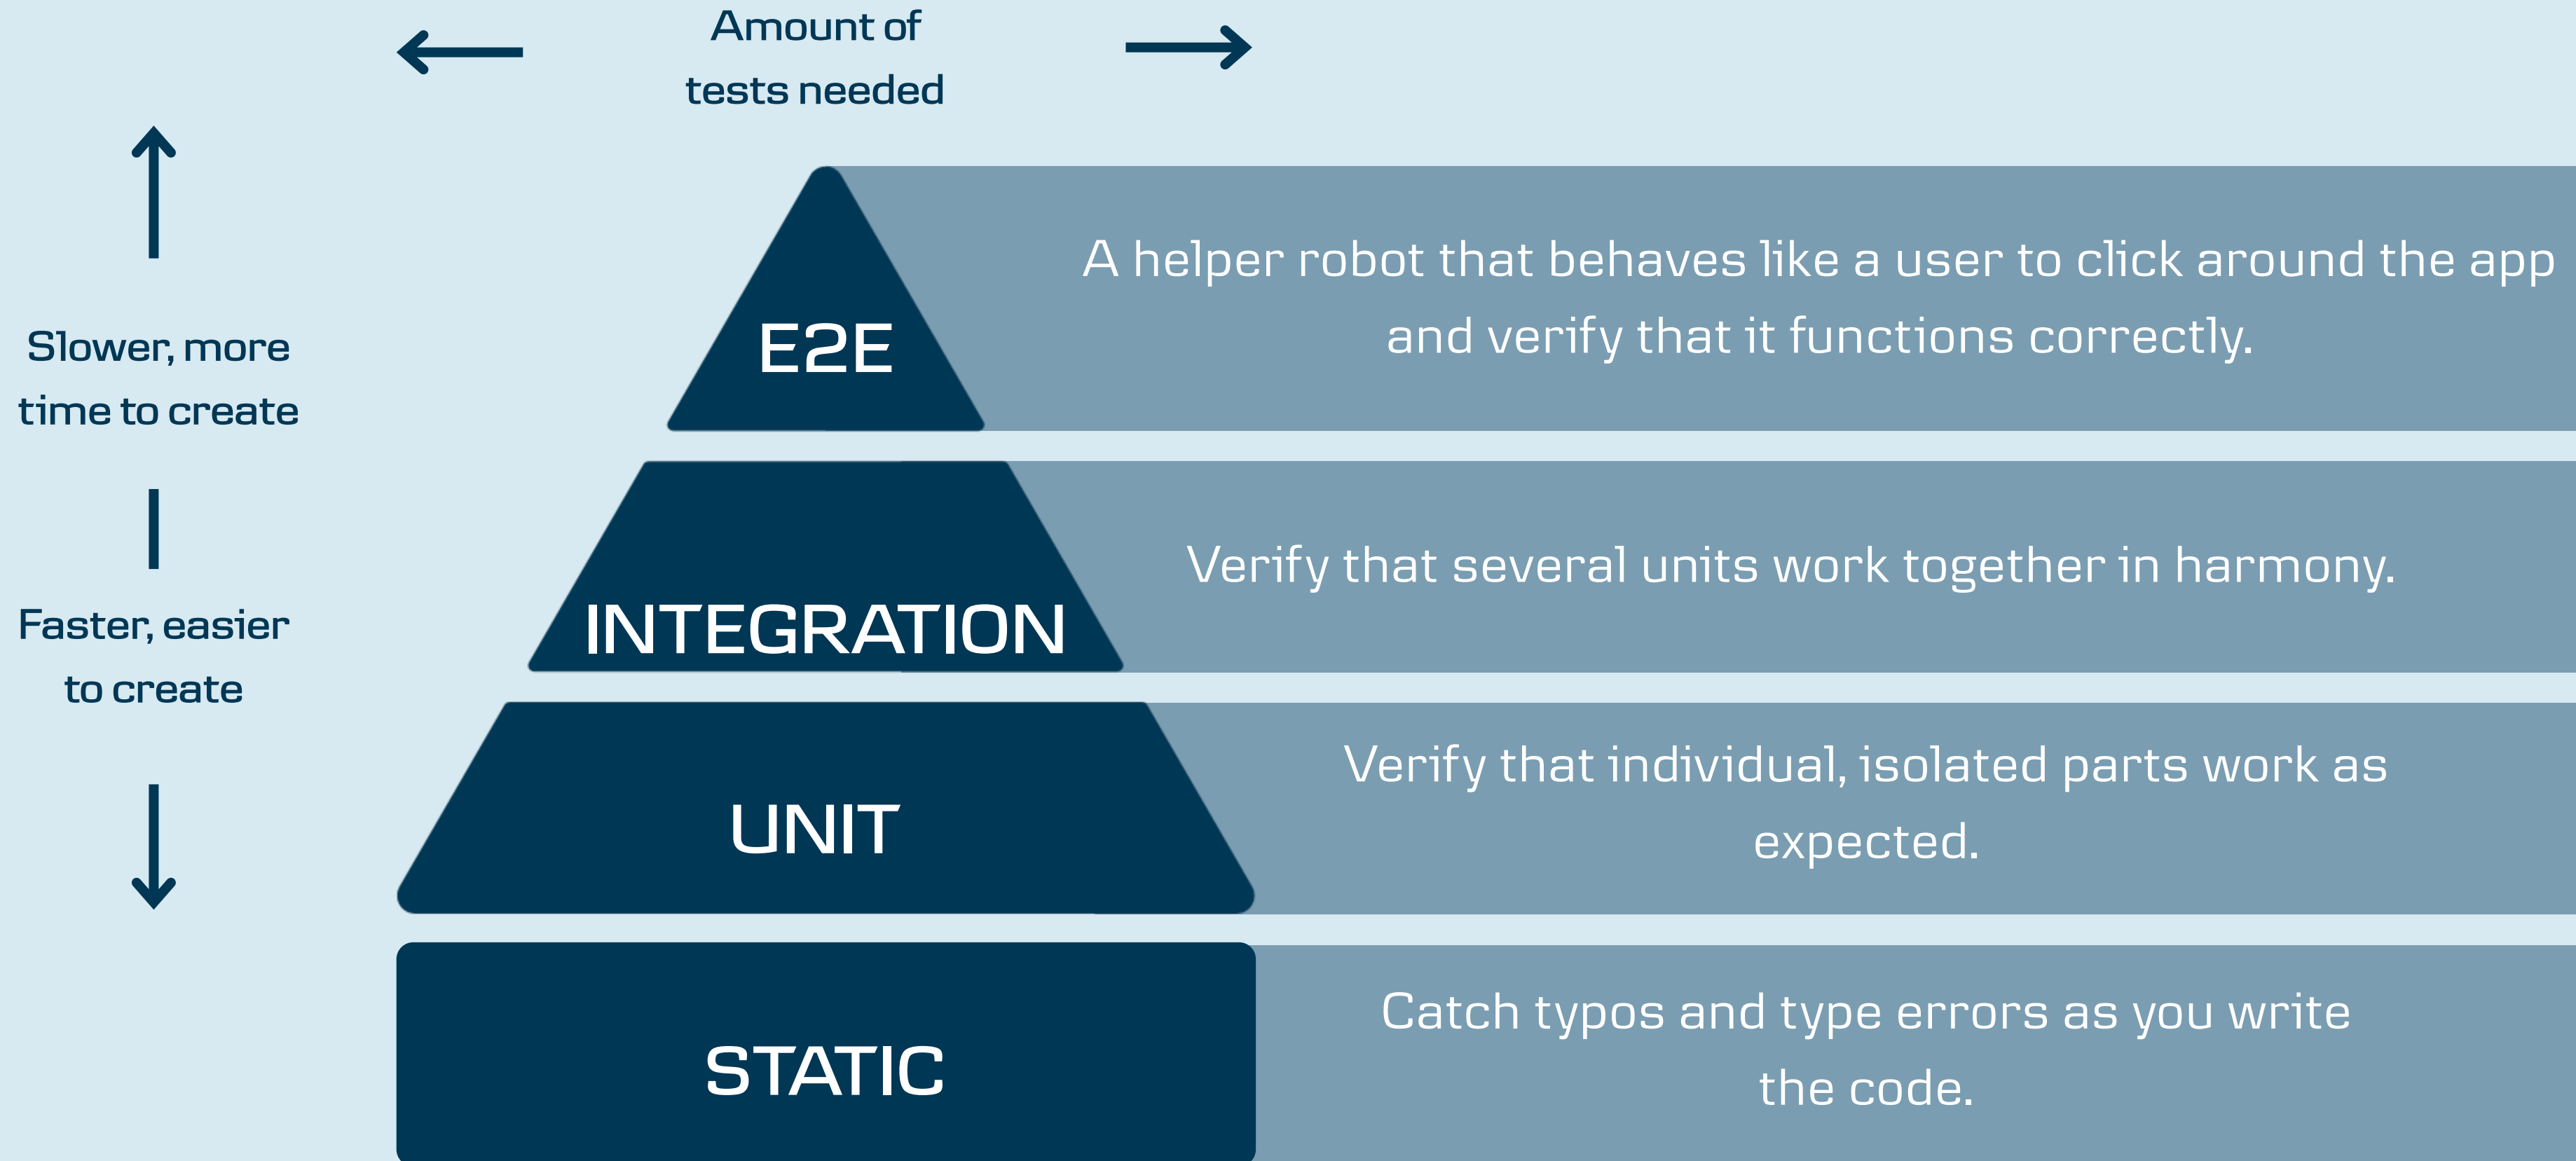 Amount of
tests needed
Slower, more
time to create
Faster, easier
to create
E2E
A helper robot that behaves like a user to click around the app
and verify that it functions correctly.
INTEGRATION
Verify that several units work together in harmony.
UNIT
Verify that individual, isolated parts work as
expected.
STATIC
Catch typos and type errors as you write
the code.